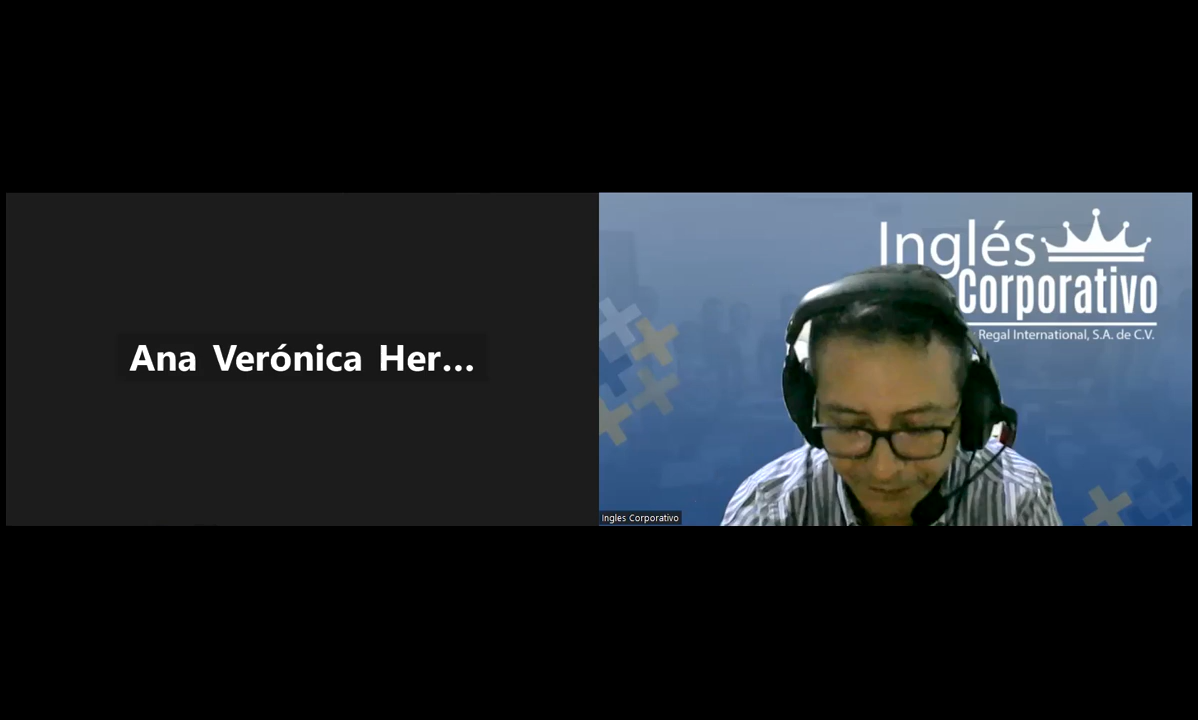 Ana Verónica Her...
Inglés
Corporativo
Regal International, S.A. de C.V.
Ingles Corporativo